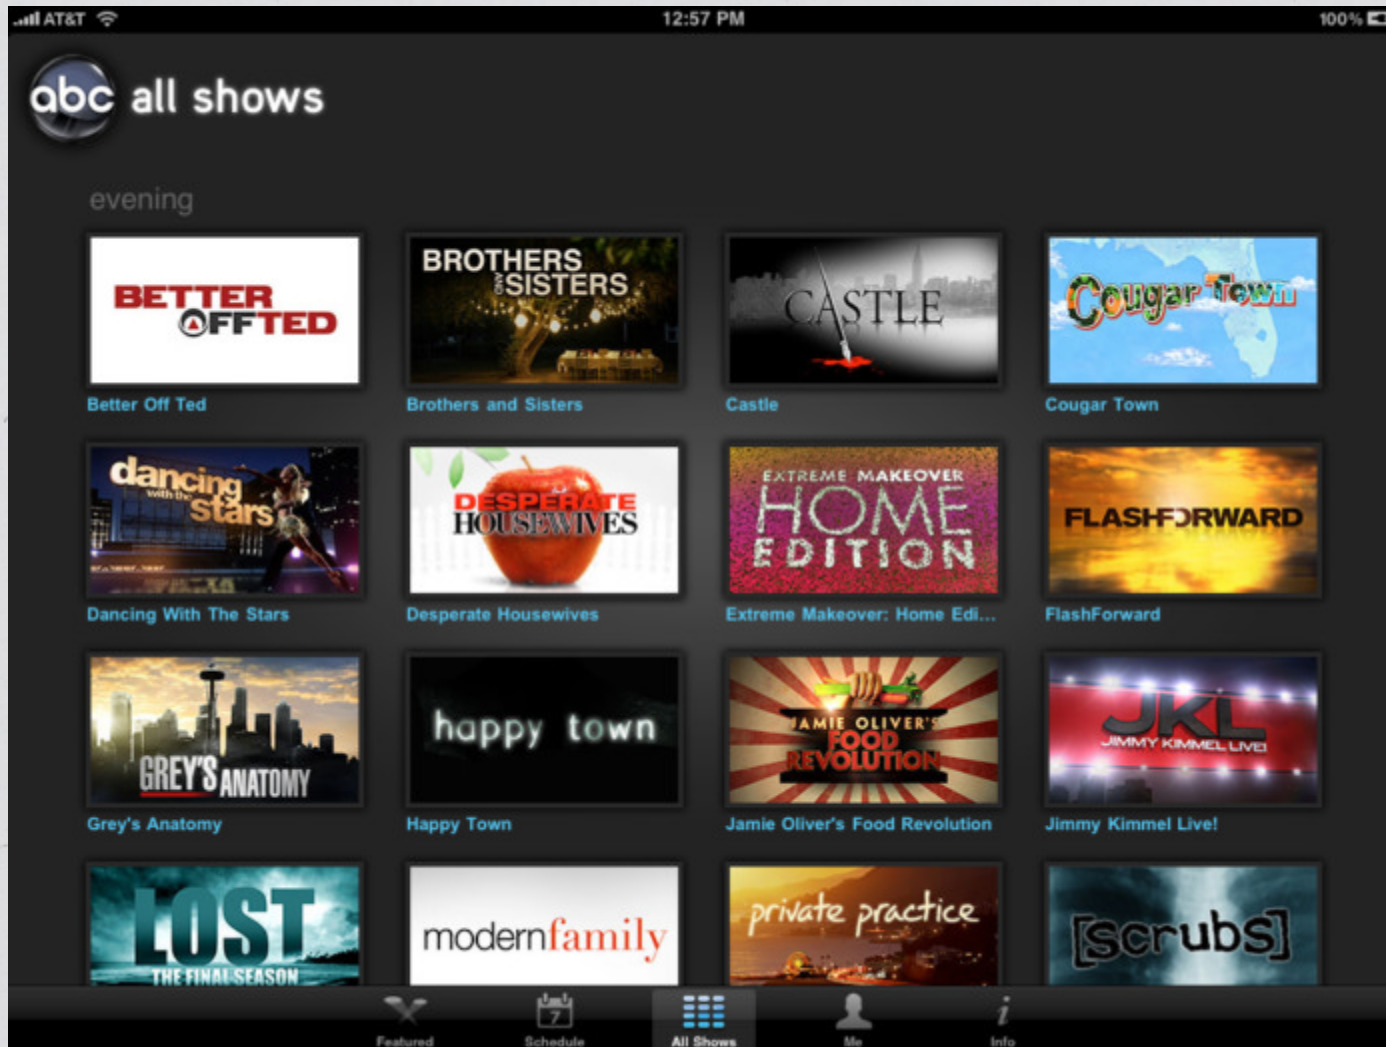 AT&T 12:57 PM 100%
abc all shows
evening
BETTER
OFFTED
BROTHERS
AND SISTERS
CASTLE
Cougar Town
Better Off Ted
Brothers and Sisters
Castle
Cougar Town
dancing
with the
stars
DESPERATE
HOUSEWIVES
EXTREME MAKEOVER
HOME
EDITION
FLASHFORWARD
Dancing With The Stars
Desperate Housewives
Extreme Makeover: Home Edi...
FlashForward
GREY'S ANATOMY
happy town
JAMIE OLIVER'S
FOOD
REVOLUTION
JKL
JIMMY KIMMEL LIVE!
Grey's Anatomy
Happy Town
Jamie Oliver's Food Revolution
Jimmy Kimmel Live!
LOST
THE FINAL SEASON
modernfamily
private practice
[scrubs]
7
Featured
Schedule
All Shows
Me
Info